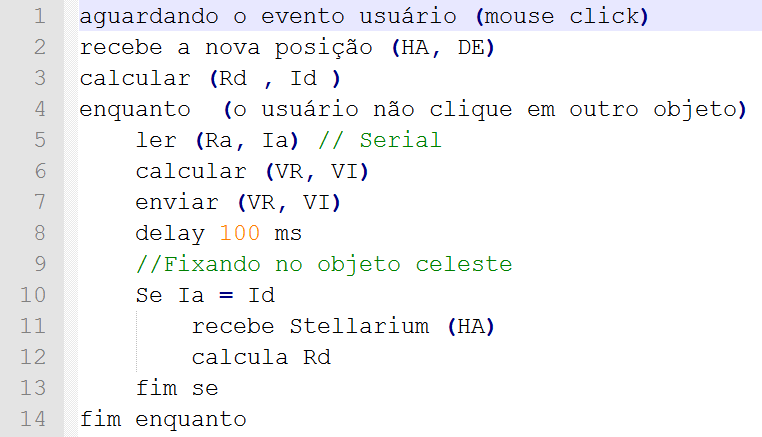 1 aguardando o evento usuário (mouse click)
2 recebe a nova posição (HA, DE)
3 calcular (Rd , Id )
4 enquanto  (o usuário não clique em outro objeto)
5     ler (Ra, Ia) // Serial
6     calcular (VR, VI)
7     enviar (VR, VI)
8     delay 100 ms
9     //Fixando no objeto celeste
10     Se Ia = Id
11         recebe Stellarium (HA)
12         calcula Rd
13     fim se
14 fim enquanto